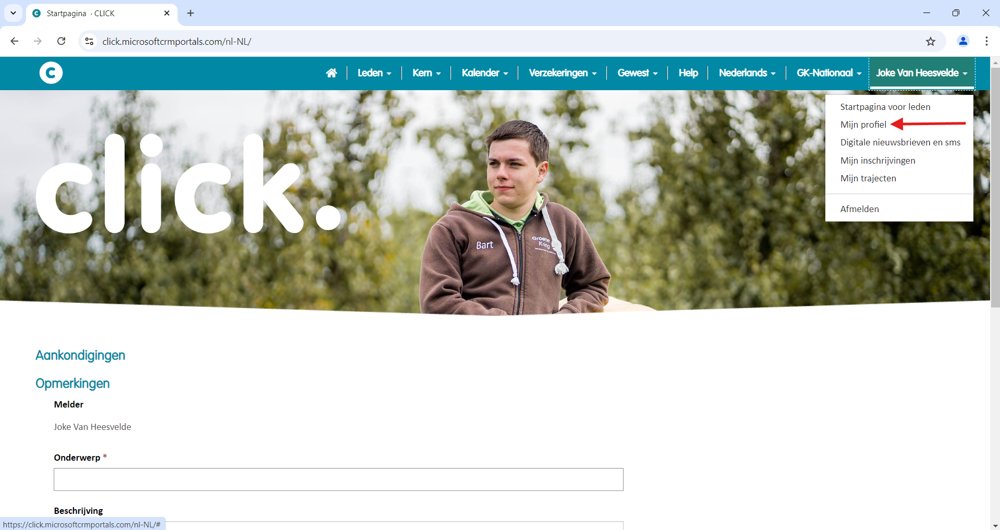 Startpagina · CLICK
click.microsoftcrmportals.com/nl-NL/
C
Leden
Kern
Kalender
Verzekeringen
Gewest
Help
Nederlands
GK-Nationaal
Joke Van Heesvelde
Startpagina voor leden
Mijn profiel
Digitale nieuwsbrieven en sms
Mijn inschrijvingen
Mijn trajecten
Afmelden
click.
Bart
Groene
Kring
Aankondigingen
Opmerkingen
Melder
Joke Van Heesvelde
Onderwerp *
Beschrijving
https://click.microsoftcrmportals.com/nl-NL/#